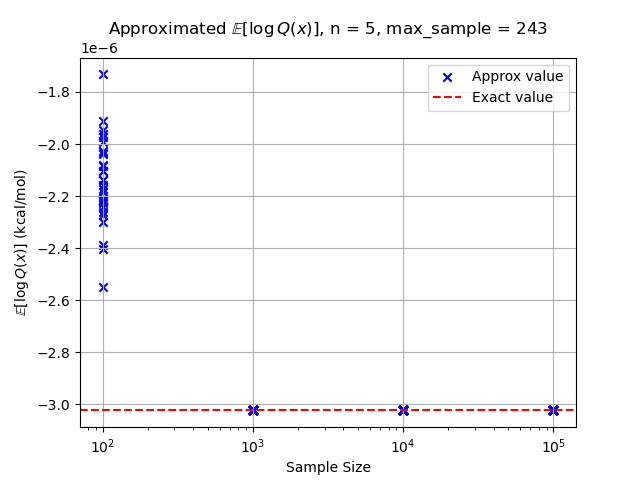 Approximated 𝔼[log Q(x)], n = 5, max_sample = 243
1e−6
Approx value
Exact value
−1.8
−2.0
−2.2
−2.4
−2.6
−2.8
−3.0
𝔼[log Q(x)] (kcal/mol)
10² 10³ 10⁴ 10⁵
Sample Size